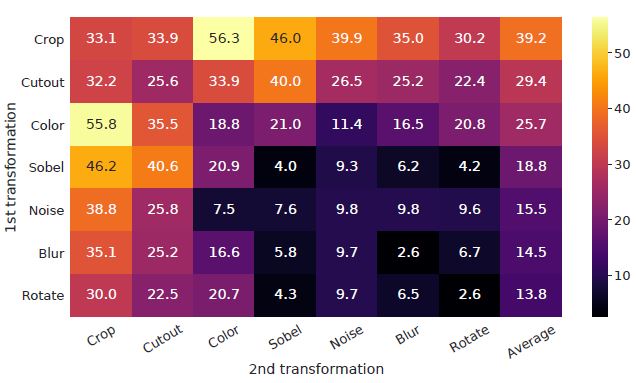 1st transformation
Crop 33.1 33.9 56.3 46.0 39.9 35.0 30.2 39.2
Cutout 32.2 25.6 33.9 40.0 26.5 25.2 22.4 29.4
Color 55.8 35.5 18.8 21.0 11.4 16.5 20.8 25.7
Sobel 46.2 40.6 20.9 4.0 9.3 6.2 4.2 18.8
Noise 38.8 25.8 7.5 7.6 9.8 9.8 9.6 15.5
Blur 35.1 25.2 16.6 5.8 9.7 2.6 6.7 14.5
Rotate 30.0 22.5 20.7 4.3 9.7 6.5 2.6 13.8
Crop Cutout Color Sobel Noise Blur Rotate Average
2nd transformation
50
40
30
20
10